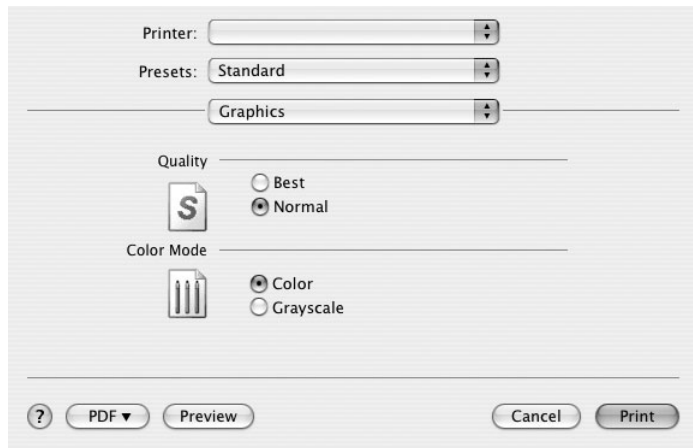 Printer:
Presets: Standard
Graphics
Quality
Best
S
Normal
Color Mode
Color
Grayscale
? PDF Preview Cancel Print